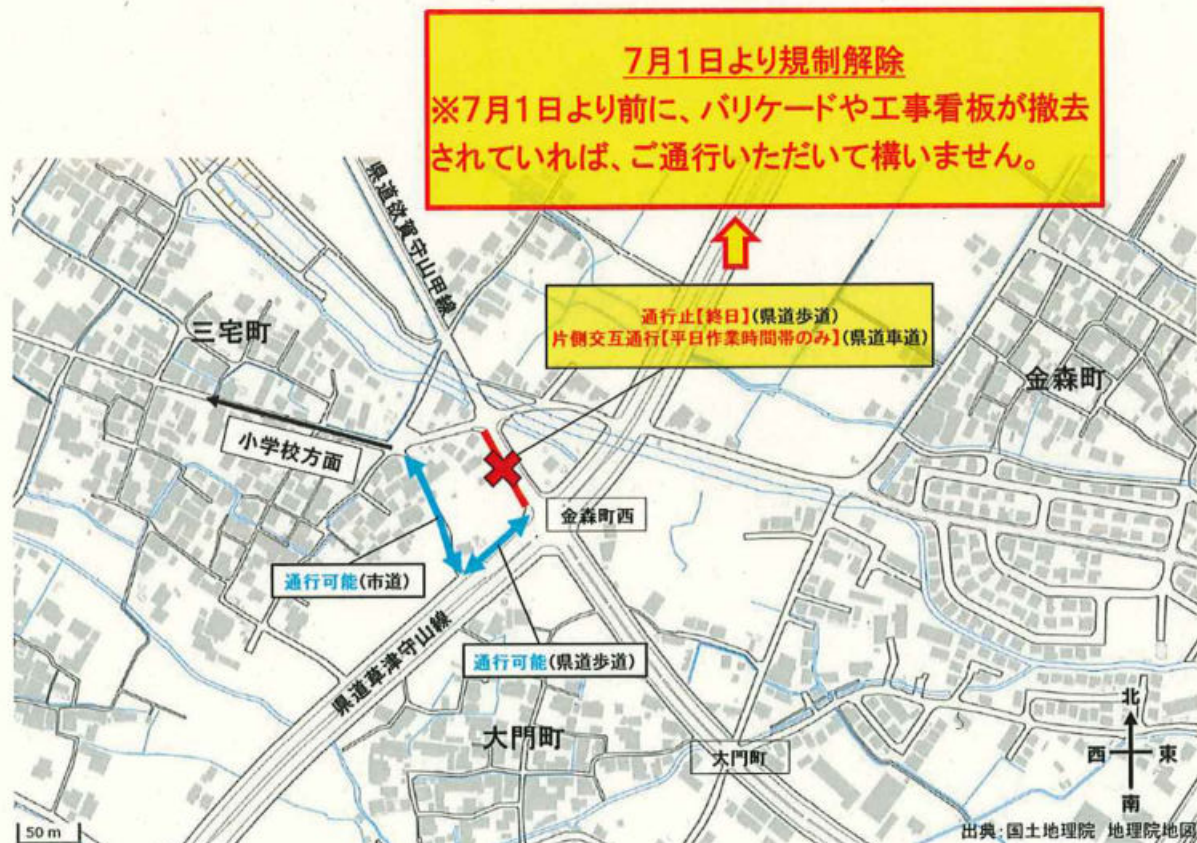 7月1日より規制解除
※7月1日より前に、バリケードや工事看板が撤去
されていれば、ご通行いただいて構いません。
県道欲賀守山甲線
通行止【終日】(県道歩道)
片側交互通行【平日作業時間帯のみ】(県道車道)
三宅町
金森町
小学校方面
金森町西
通行可能(市道)
通行可能(県道歩道)
県道草津守山線
大門町
大門町
北
西
東
南
50 m
出典:国土地理院 地理院地図